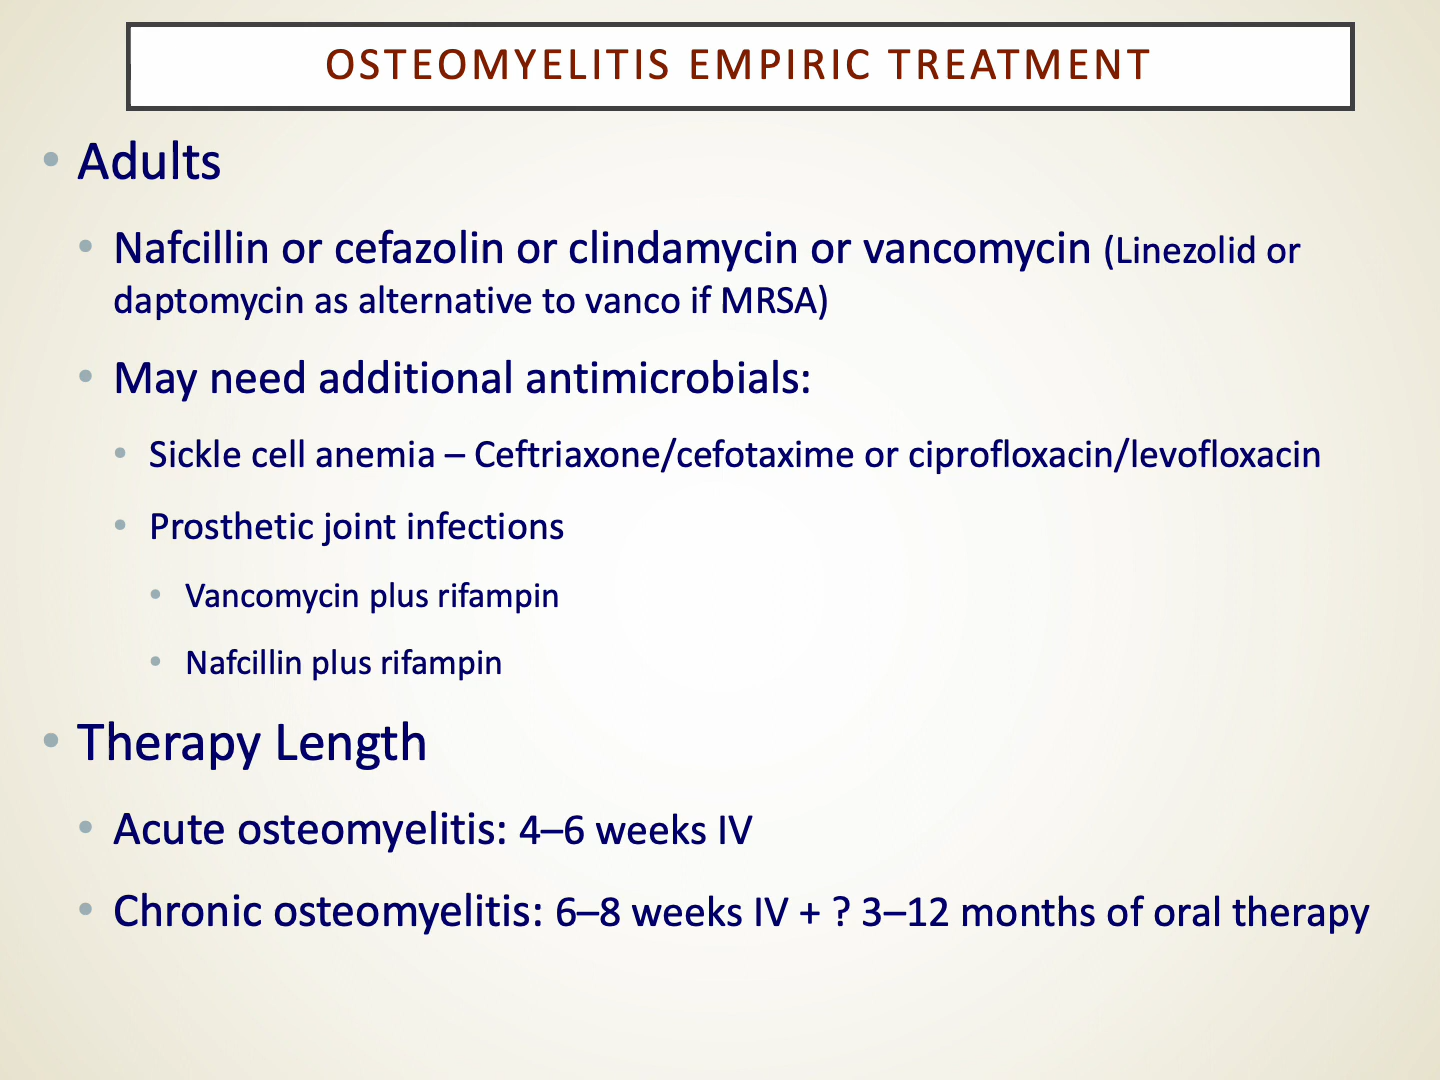 OSTEOMYELITIS EMPIRIC TREATMENT
• Adults
• Nafcillin or cefazolin or clindamycin or vancomycin (Linezolid or
daptomycin as alternative to vanco if MRSA)
• May need additional antimicrobials:
• Sickle cell anemia – Ceftriaxone/cefotaxime or ciprofloxacin/levofloxacin
• Prosthetic joint infections
• Vancomycin plus rifampin
• Nafcillin plus rifampin
• Therapy Length
• Acute osteomyelitis: 4–6 weeks IV
• Chronic osteomyelitis: 6–8 weeks IV + ? 3–12 months of oral therapy